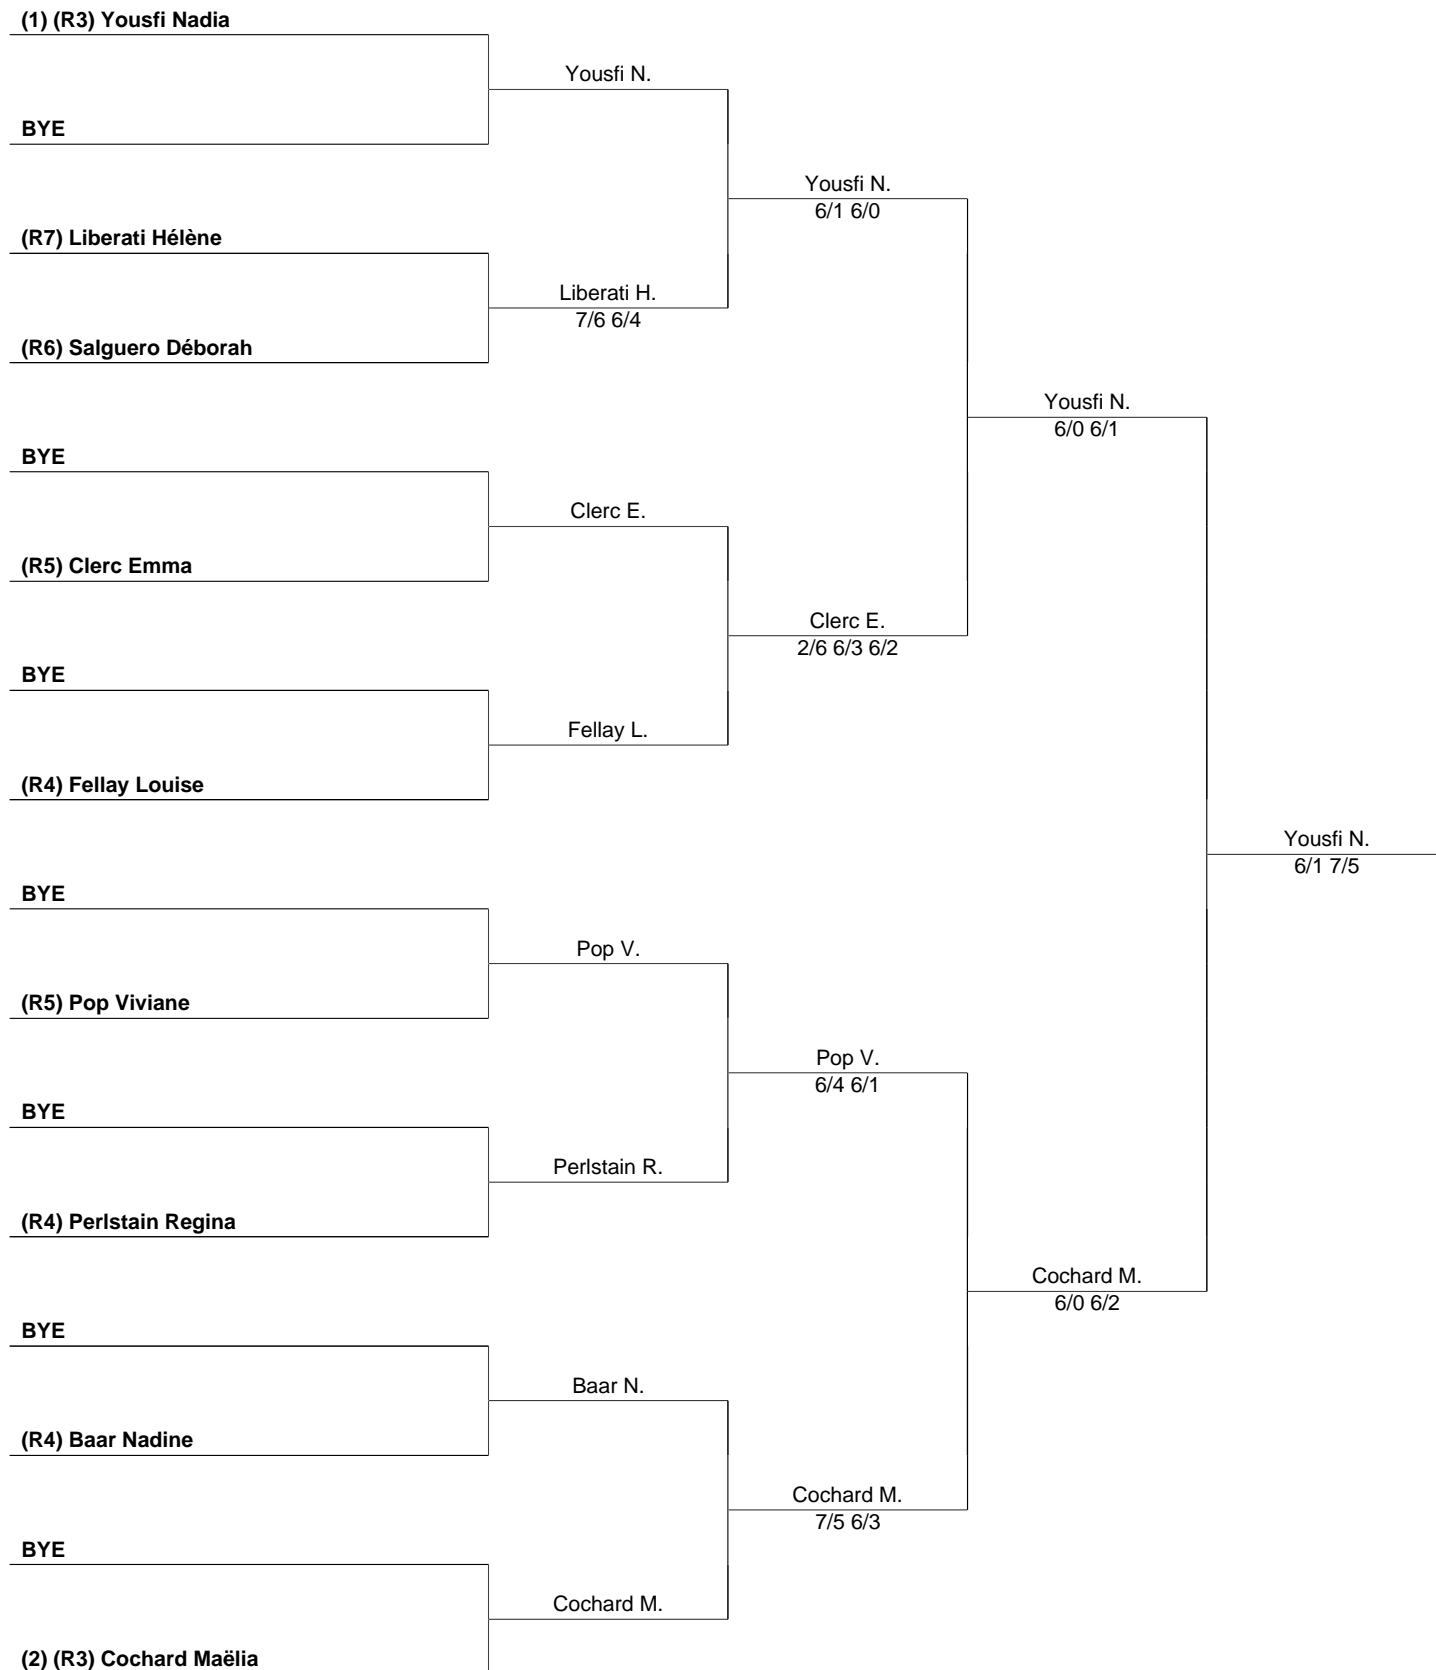 (1) (R3) Yousfi Nadia
Yousfi N.
BYE
Yousfi N.
6/1 6/0
(R7) Liberati Hélène
Liberati H.
7/6 6/4
(R6) Salguero Déborah
Yousfi N.
6/0 6/1
BYE
Clerc E.
(R5) Clerc Emma
Clerc E.
2/6 6/3 6/2
BYE
Fellay L.
(R4) Fellay Louise
Yousfi N.
6/1 7/5
BYE
Pop V.
(R5) Pop Viviane
Pop V.
6/4 6/1
BYE
Perlstain R.
(R4) Perlstain Regina
Cochard M.
6/0 6/2
BYE
Baar N.
(R4) Baar Nadine
Cochard M.
7/5 6/3
BYE
Cochard M.
(2) (R3) Cochard Maëlia